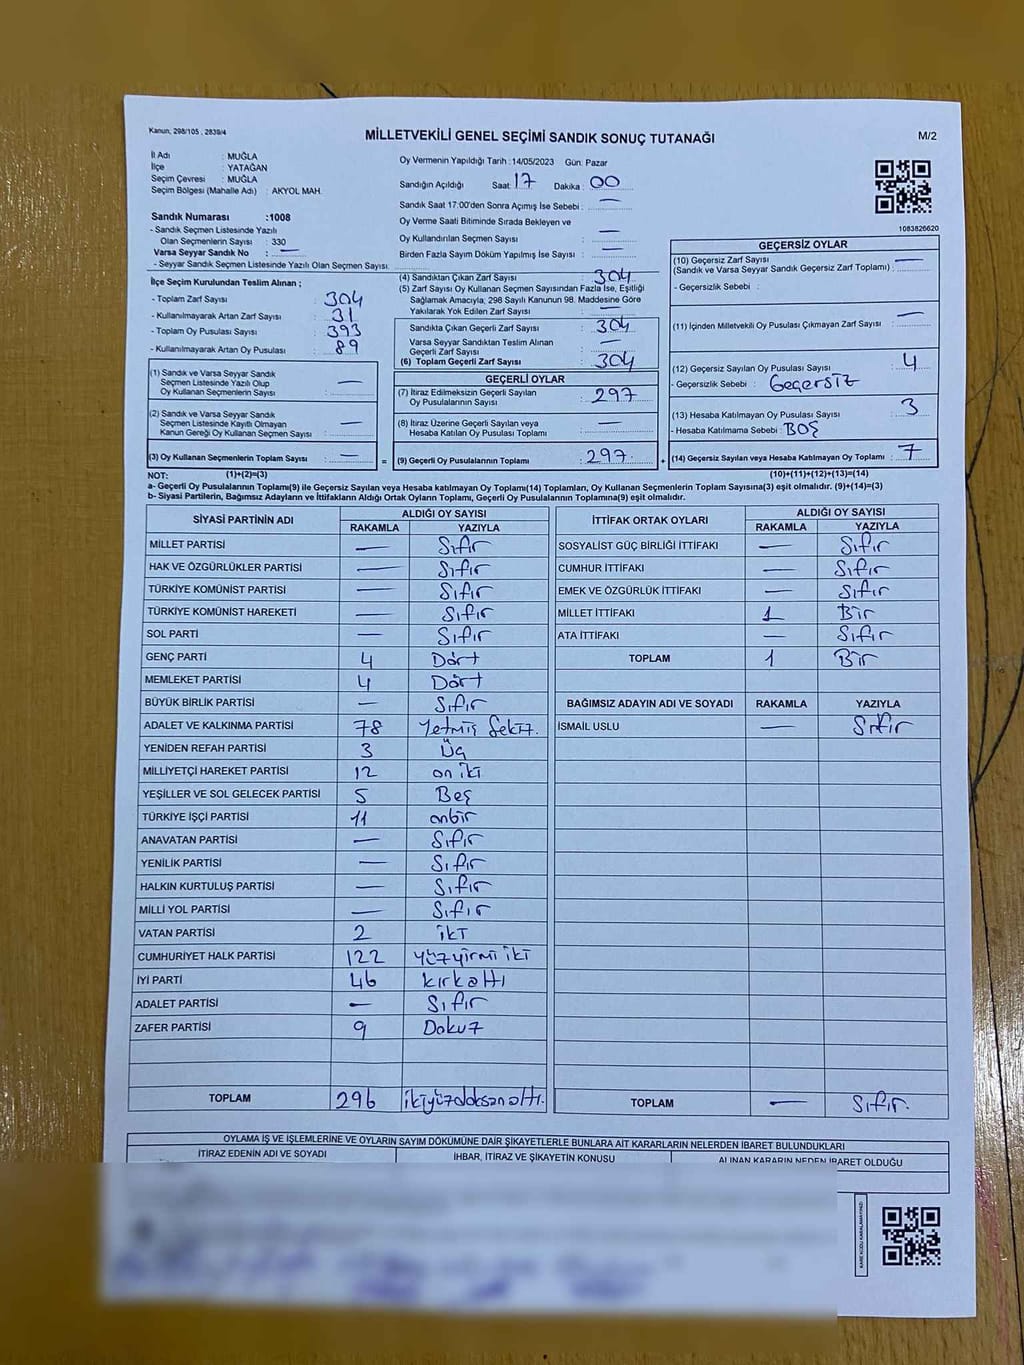 Kanun; 298/105 , 2839/4
MİLLETVEKİLİ GENEL SEÇİMİ SANDIK SONUÇ TUTANAĞI
M/2
İl Adı : MUĞLA
İlçe : YATAĞAN
Seçim Çevresi : MUĞLA
Seçim Bölgesi (Mahalle Adı) : AKYOL MAH.
Oy Vermenin Yapıldığı Tarih :14/05/2023 Gün: Pazar
Sandığın Açıldığı Saat: 17 Dakika : 00
Sandık Saat 17:00'den Sonra Açımış İse Sebebi : —
Oy Verme Saati Bitiminde Sırada Bekleyen ve
Oy Kullandırılan Seçmen Sayısı : —
Birden Fazla Sayım Döküm Yapılmış İse Sayısı : —
1083826620
Sandık Numarası :1008
- Sandık Seçmen Listesinde Yazılı
Olan Seçmenlerin Sayısı : 330
Varsa Seyyar Sandık No : —
- Seyyar Sandık Seçmen Listesinde Yazılı Olan Seçmen Sayısı:
İlçe Seçim Kurulundan Teslim Alınan ;
- Toplam Zarf Sayısı : 304
- Kullanılmayarak Artan Zarf Sayısı : 31
- Toplam Oy Pusulası Sayısı : 393
- Kullanılmayarak Artan Oy Pusulası : 89
(4) Sandıktan Çıkan Zarf Sayısı : 304
(5) Zarf Sayısı Oy Kullanan Seçmen Sayısından Fazla İse, Eşitliği
Sağlamak Amacıyla; 298 Sayılı Kanunun 98. Maddesine Göre
Yakılarak Yok Edilen Zarf Sayısı : —
Sandıkta Çıkan Geçerli Zarf Sayısı : 304
Varsa Seyyar Sandıktan Teslim Alınan
Geçerli Zarf Sayısı : —
(6) Toplam Geçerli Zarf Sayısı : 304
GEÇERSİZ OYLAR
(10) Geçersiz Zarf Sayısı : —
(Sandık ve Varsa Seyyar Sandık Geçersiz Zarf Toplamı)
- Geçersizlik Sebebi :
(11) İçinden Milletvekili Oy Pusulası Çıkmayan Zarf Sayısı : —
(12) Geçersiz Sayılan Oy Pusulası Sayısı : 4
- Geçersizlik Sebebi : Geçersiz
(13) Hesaba Katılmayan Oy Pusulası Sayısı : 3
- Hesaba Katılmama Sebebi : BOŞ
(14) Geçersiz Sayılan veya Hesaba Katılmayan Oy Toplamı : 7
(1) Sandık ve Varsa Seyyar Sandık
Seçmen Listesinde Yazılı Olup
Oy Kullanan Seçmenlerin Sayısı : —
(2) Sandık ve Varsa Seyyar Sandık
Seçmen Listesinde Kayıtlı Olmayan
Kanun Gereği Oy Kullanan Seçmen Sayısı : —
(3) Oy Kullanan Seçmenlerin Toplam Sayısı : — =
GEÇERLİ OYLAR
(7) İtiraz Edilmeksizin Geçerli Sayılan
Oy Pusulalarının Sayısı : 297
(8) İtiraz Üzerine Geçerli Sayılan veya
Hesaba Katılan Oy Pusulası Toplamı : —
(9) Geçerli Oy Pusulalarının Toplamı : 297 +
NOT: (1)+(2)=(3) (10)+(11)+(12)+(13)=(14)
a- Geçerli Oy Pusulalarının Toplamı(9) ile Geçersiz Sayılan veya Hesaba Katılmayan Oy Toplamı(14) Toplamları, Oy Kullanan Seçmenlerin Toplam Sayısına(3) eşit olmalıdır. (9)+(14)=(3)
b- Siyasi Partilerin, Bağımsız Adayların ve İttifakların Aldığı Ortak Oyların Toplamı, Geçerli Oy Pusulalarının Toplamına(9) eşit olmalıdır.
SİYASİ PARTİNİN ADI ALDIĞI OY SAYISI
RAKAMLA YAZIYLA
MİLLET PARTİSİ — Sıfır
HAK VE ÖZGÜRLÜKLER PARTİSİ — Sıfır
TÜRKİYE KOMÜNİST PARTİSİ — Sıfır
TÜRKİYE KOMÜNİST HAREKETİ — Sıfır
SOL PARTİ — Sıfır
GENÇ PARTİ 4 Dört
MEMLEKET PARTİSİ 4 Dört
BÜYÜK BİRLİK PARTİSİ — Sıfır
ADALET VE KALKINMA PARTİSİ 78 Yetmiş Sekiz.
YENİDEN REFAH PARTİSİ 3 Üç
MİLLİYETÇİ HAREKET PARTİSİ 12 on iki
YEŞİLLER VE SOL GELECEK PARTİSİ 5 Beş
TÜRKİYE İŞÇİ PARTİSİ 11 onbir
ANAVATAN PARTİSİ — Sıfır
YENİLİK PARTİSİ — Sıfır
HALKIN KURTULUŞ PARTİSİ — Sıfır
MİLLİ YOL PARTİSİ — Sıfır
VATAN PARTİSİ 2 iki
CUMHURİYET HALK PARTİSİ 122 yüzyirmi iki
İYİ PARTİ 46 kırkaltı
ADALET PARTİSİ — Sıfır
ZAFER PARTİSİ 9 Dokuz
TOPLAM 296 ikiyüzdoksanaltı.
İTTİFAK ORTAK OYLARI ALDIĞI OY SAYISI
RAKAMLA YAZIYLA
SOSYALİST GÜÇ BİRLİĞİ İTTİFAKI — Sıfır
CUMHUR İTTİFAKI — Sıfır
EMEK VE ÖZGÜRLÜK İTTİFAKI — Sıfır
MİLLET İTTİFAKI 1 Bir
ATA İTTİFAKI — Sıfır
TOPLAM 1 Bir
BAĞIMSIZ ADAYIN ADI VE SOYADI RAKAMLA YAZIYLA
İSMAİL USLU — Sıfır
TOPLAM — Sıfır.
OYLAMA İŞ VE İŞLEMLERİNE VE OYLARIN SAYIM DÖKÜMÜNE DAİR ŞİKAYETLERLE BUNLARA AİT KARARLARIN NELERDEN İBARET BULUNDUKLARI
İTİRAZ EDENİN ADI VE SOYADI İHBAR, İTİRAZ VE ŞİKAYETİN KONUSU ALINAN KARARIN NEDEN İBARET OLDUĞU
KARE KODU KARALAMAYINIZ!